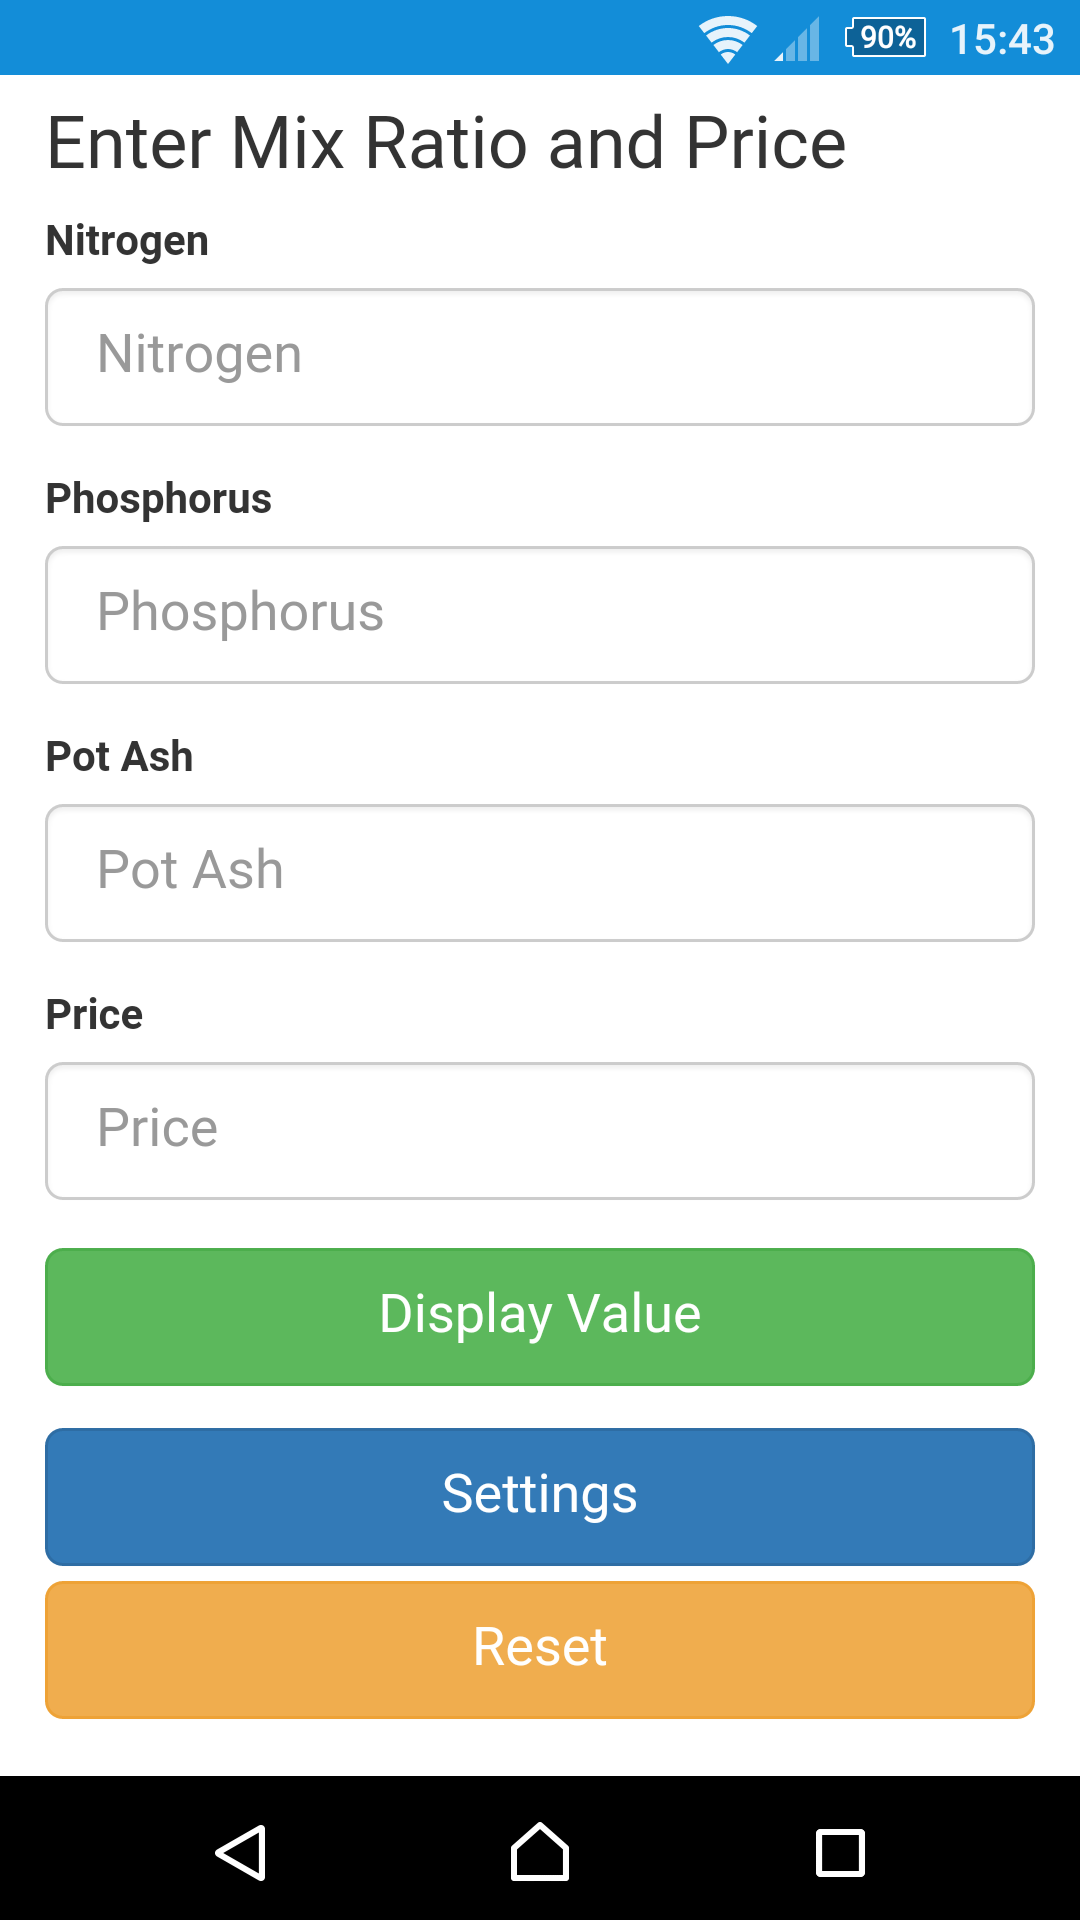 90% 15:43
Enter Mix Ratio and Price
Nitrogen
Nitrogen
Phosphorus
Phosphorus
Pot Ash
Pot Ash
Price
Price
Display Value
Settings
Reset